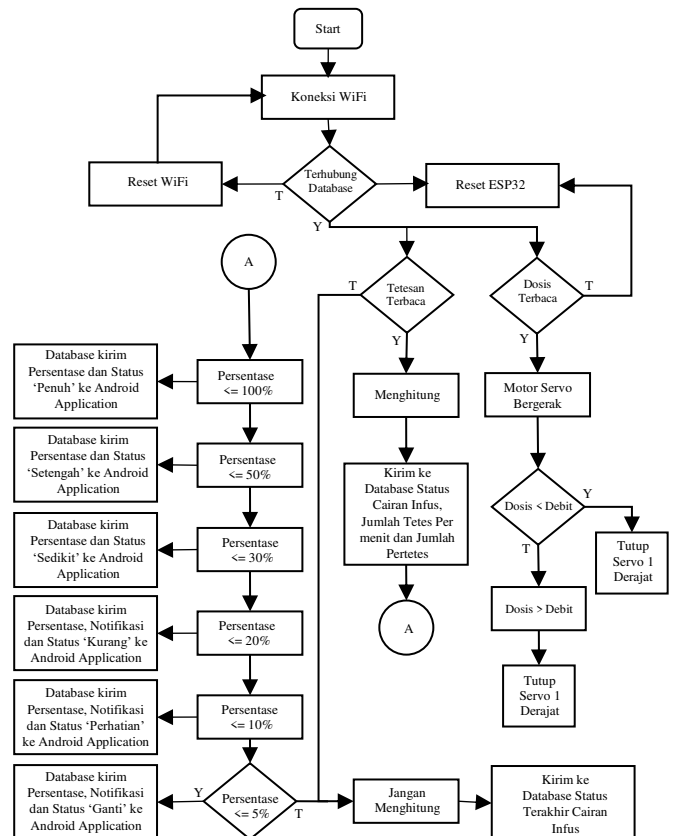 Start
Koneksi WiFi
Terhubung
Database
T
Y
Reset WiFi
Reset ESP32
A
Tetesan
Terbaca
T
Y
Dosis
Terbaca
T
Y
Database kirim
Persentase dan Status
‘Penuh’ ke Android
Application
Persentase
<= 100%
Menghitung
Motor Servo
Bergerak
Database kirim
Persentase dan Status
‘Setengah’ ke Android
Application
Persentase
<= 50%
Kirim ke
Database Status
Cairan Infus,
Jumlah Tetes Per
menit dan Jumlah
Pertetes
Dosis < Debit
Y
T
Database kirim
Persentase dan Status
‘Sedikit’ ke Android
Application
Persentase
<= 30%
Tutup
Servo 1
Derajat
Database kirim
Persentase, Notifikasi
dan Status ‘Kurang’ ke
Android Application
Persentase
<= 20%
A
Dosis > Debit
Database kirim
Persentase, Notifikasi
dan Status ‘Perhatian’
ke Android Application
Persentase
<= 10%
Tutup
Servo 1
Derajat
Database kirim
Persentase, Notifikasi
dan Status ‘Ganti’ ke
Android Application
Y
Persentase
<= 5%
T
Jangan
Menghitung
Kirim ke
Database Status
Terakhir Cairan
Infus